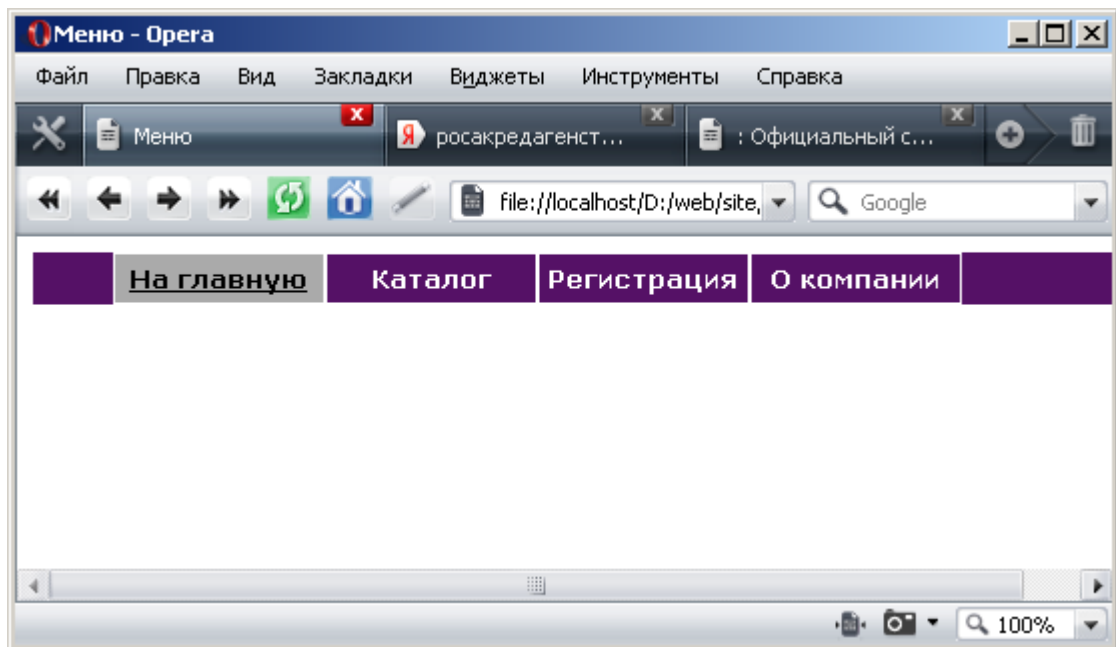 Меню - Opera
Файл Правка Вид Закладки Виджеты Инструменты Справка
Меню росакредагенст... : Официальный с...
file://localhost/D:/web/site, Google
На главную Каталог Регистрация О компании
100%